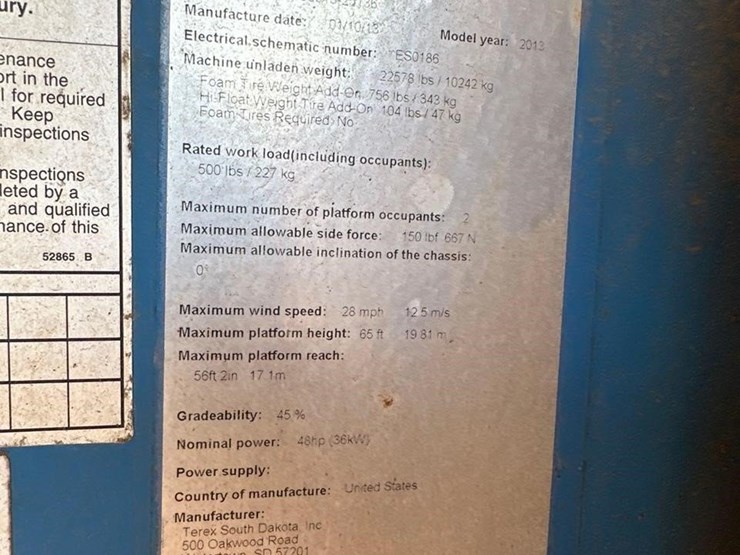 ury.
enance
ort in the
l for required
Keep
inspections
nspections
leted by a
and qualified
nance of this
52865 B
Manufacture date: 01/10/13
Model year: 2013
Electrical schematic number: ES0186
Machine unladen weight: 22578 lbs / 10242 kg
Foam Tire Weight Add-On 756 lbs / 343 kg
Hi-Float Weight Tire Add-On 104 lbs / 47 kg
Foam Tires Required: No
Rated work load(including occupants):
500 lbs / 227 kg
Maximum number of platform occupants: 2
Maximum allowable side force: 150 lbf 667 N
Maximum allowable inclination of the chassis:
0°
Maximum wind speed: 28 mph 12.5 m/s
Maximum platform height: 65 ft 19.81 m
Maximum platform reach:
56ft 2in 17.1m
Gradeability: 45 %
Nominal power: 48hp (36kW)
Power supply:
Country of manufacture: United States
Manufacturer:
Terex South Dakota, Inc
500 Oakwood Road
SD 57201